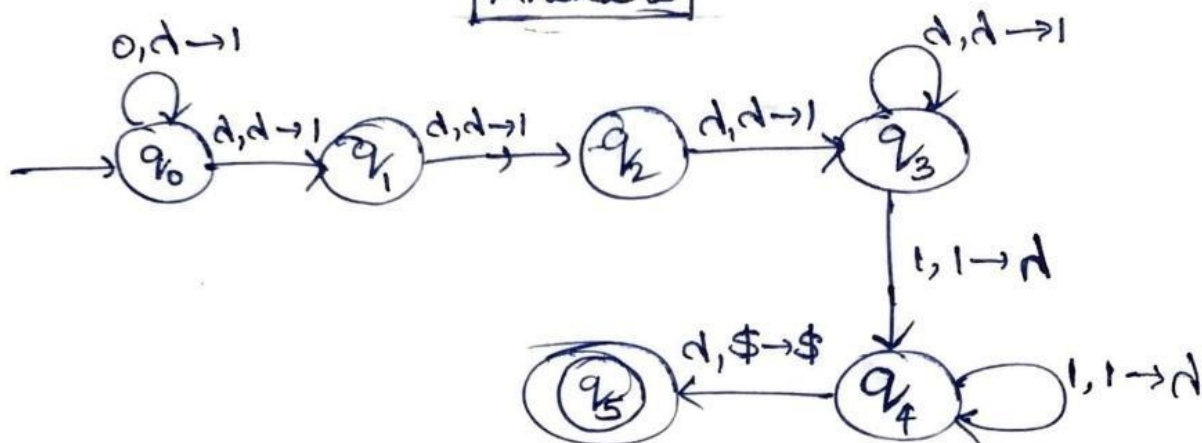 0, λ→1
λ, λ→1
q0
λ, λ→1
q1
λ, λ→1
q2
λ, λ→1
q3
1, 1→λ
q5
λ, $→$
q4
1, 1→λ